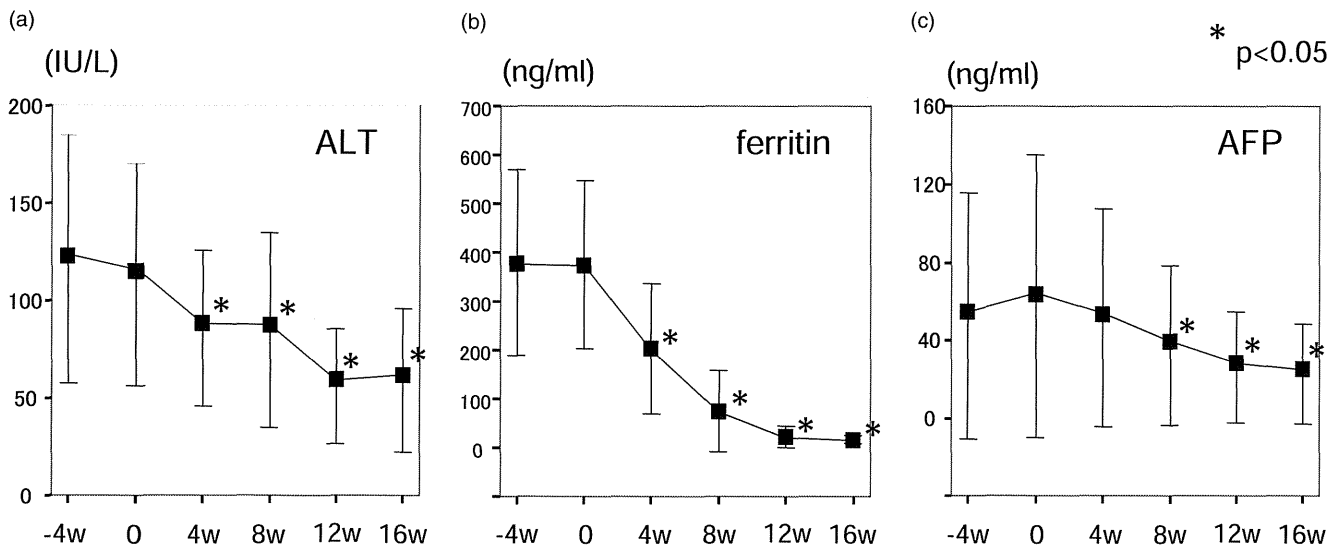 (a)
(IU/L)
ALT
200
150
100
50
0
-4w 0 4w 8w 12w 16w
* * * *
(b)
(ng/ml)
ferritin
700
600
500
400
300
200
100
0
-4w 0 4w 8w 12w 16w
* * * *
(c)
* p<0.05
(ng/ml)
AFP
160
120
80
40
0
-4w 0 4w 8w 12w 16w
* * *